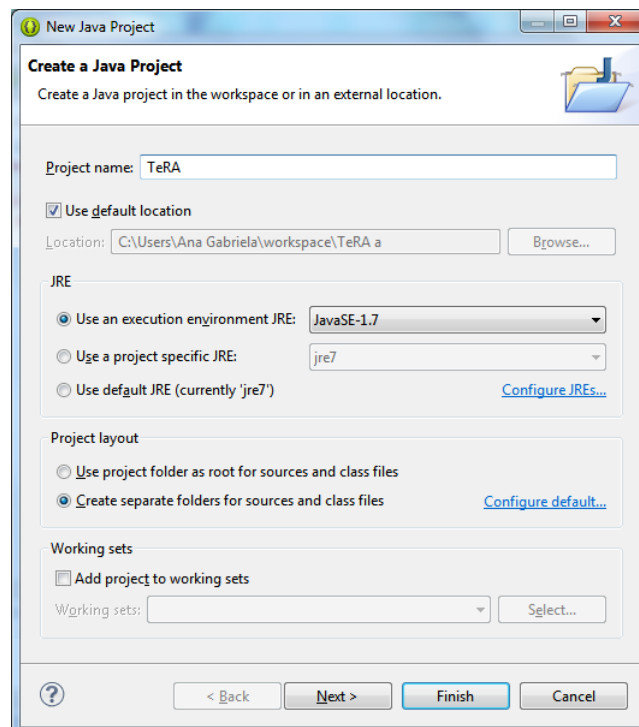 New Java Project
Create a Java Project
Create a Java project in the workspace or in an external location.
Project name: TeRA
Use default location
Location: C:\Users\Ana Gabriela\workspace\TeRA a Browse...
JRE
Use an execution environment JRE: JavaSE-1.7
Use a project specific JRE: jre7
Use default JRE (currently 'jre7') Configure JREs...
Project layout
Use project folder as root for sources and class files
Create separate folders for sources and class files Configure default...
Working sets
Add project to working sets
Working sets: Select...
< Back Next > Finish Cancel